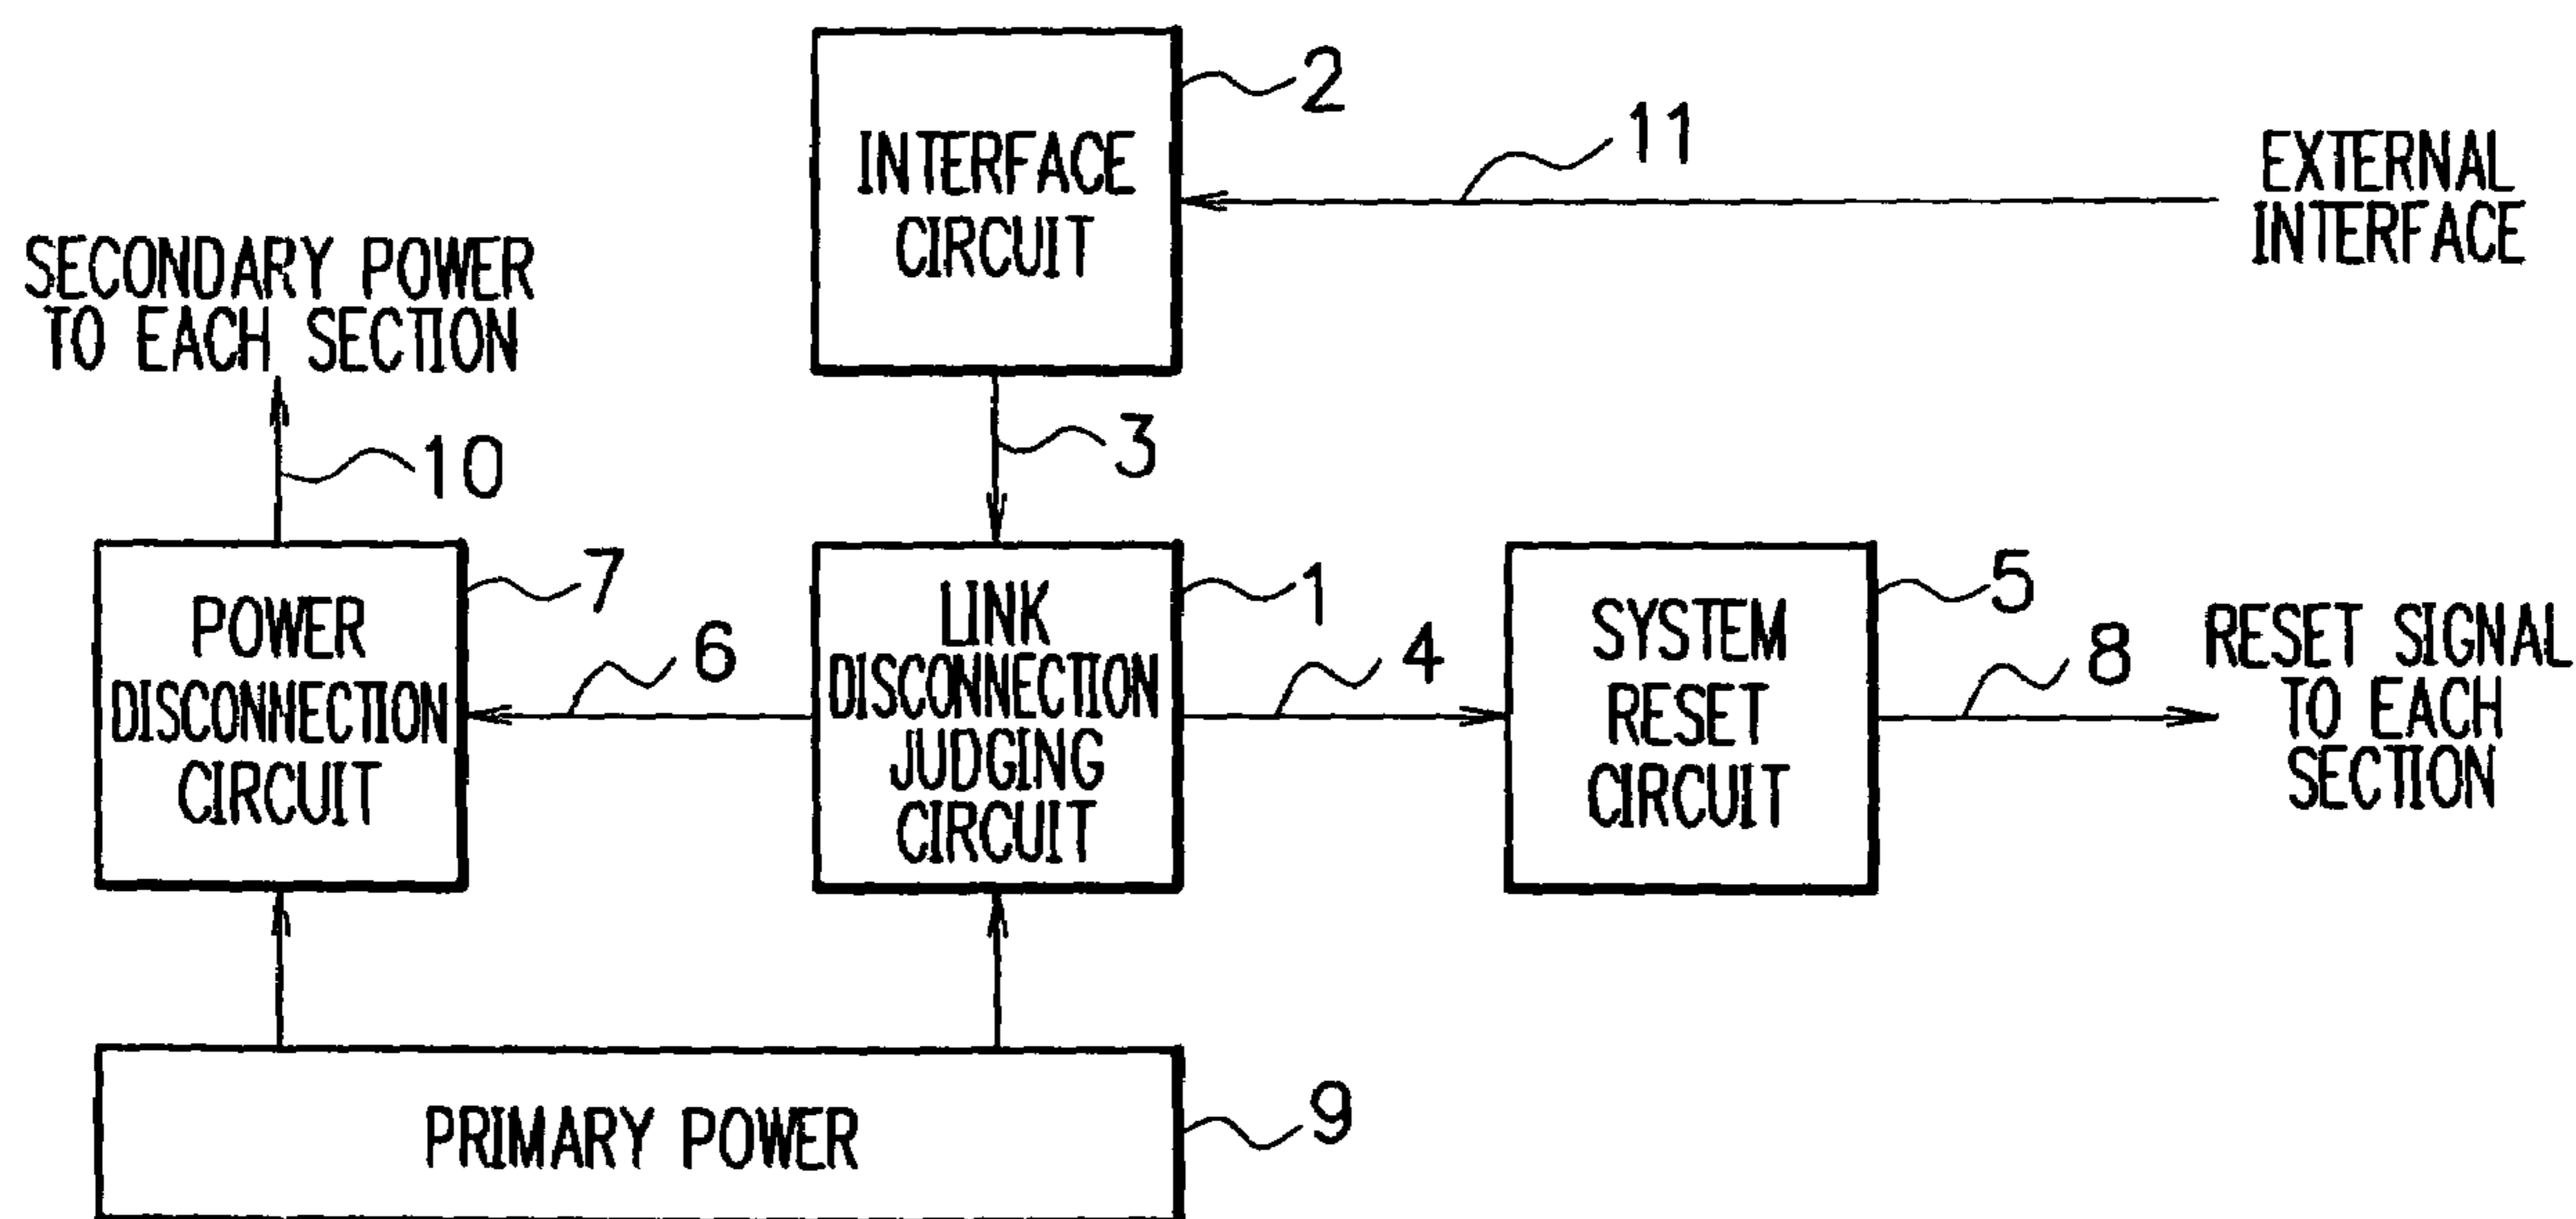 2
INTERFACE
CIRCUIT
11
EXTERNAL
INTERFACE
SECONDARY POWER
TO EACH SECTION
10
3
POWER
DISCONNECTION
CIRCUIT
7
6
LINK
DISCONNECTION
JUDGING
CIRCUIT
1
4
SYSTEM
RESET
CIRCUIT
5
8
RESET SIGNAL
TO EACH
SECTION
PRIMARY POWER
9